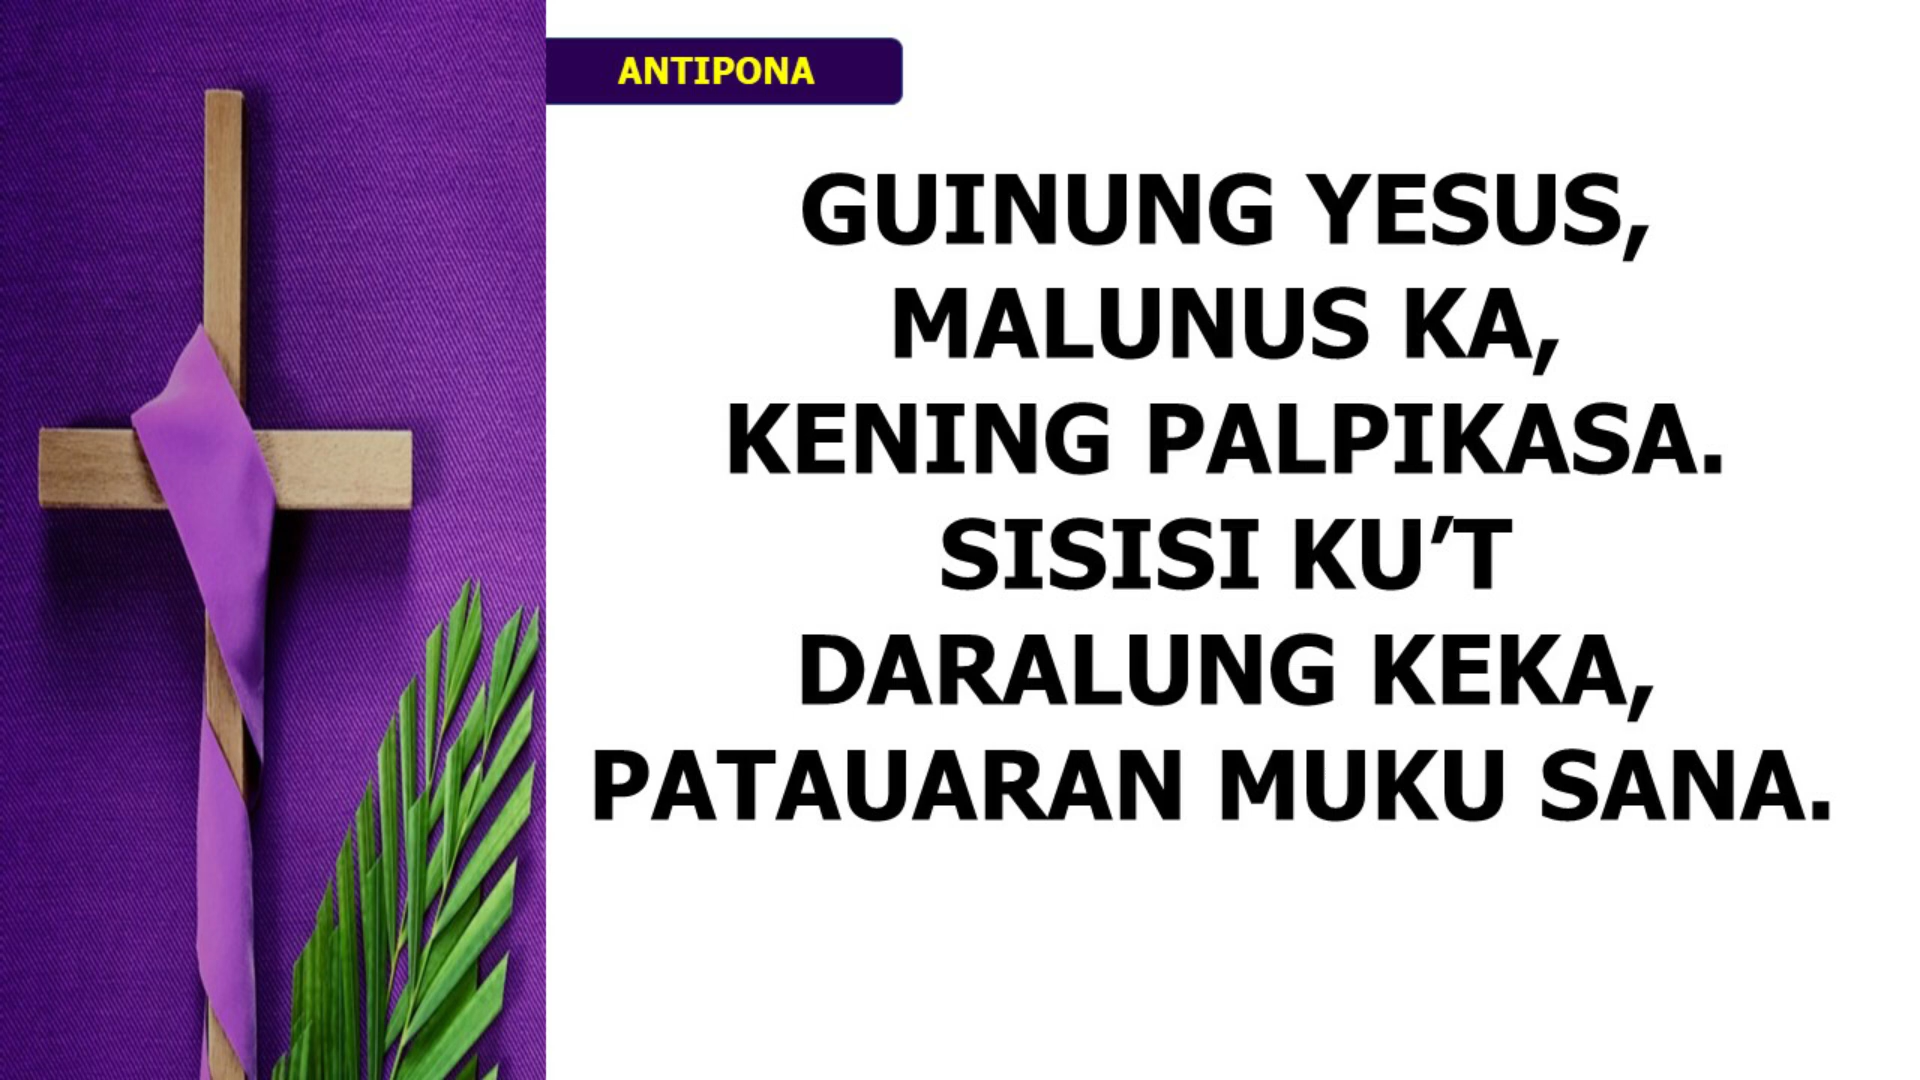 ANTIPONA
GUINUNG YESUS,
MALUNUS KA,
KENING PALPIKASA.
SISISI KU’T
DARALUNG KEKA,
PATAUARAN MUKU SANA.